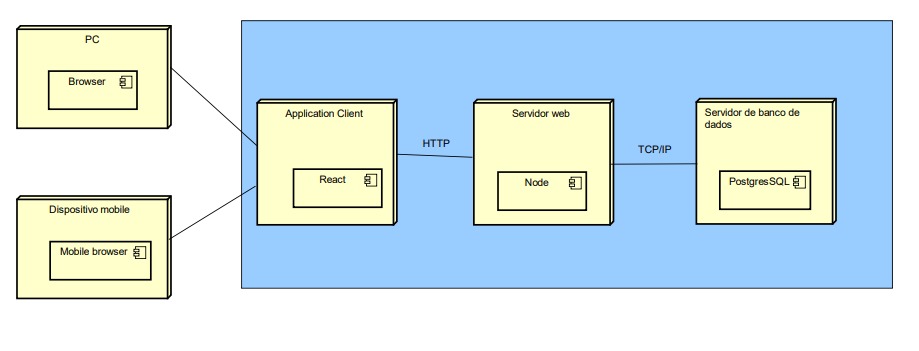 PC
Browser
Dispositivo mobile
Mobile browser
Application Client
React
HTTP
Servidor web
Node
TCP/IP
Servidor de banco de
dados
PostgresSQL